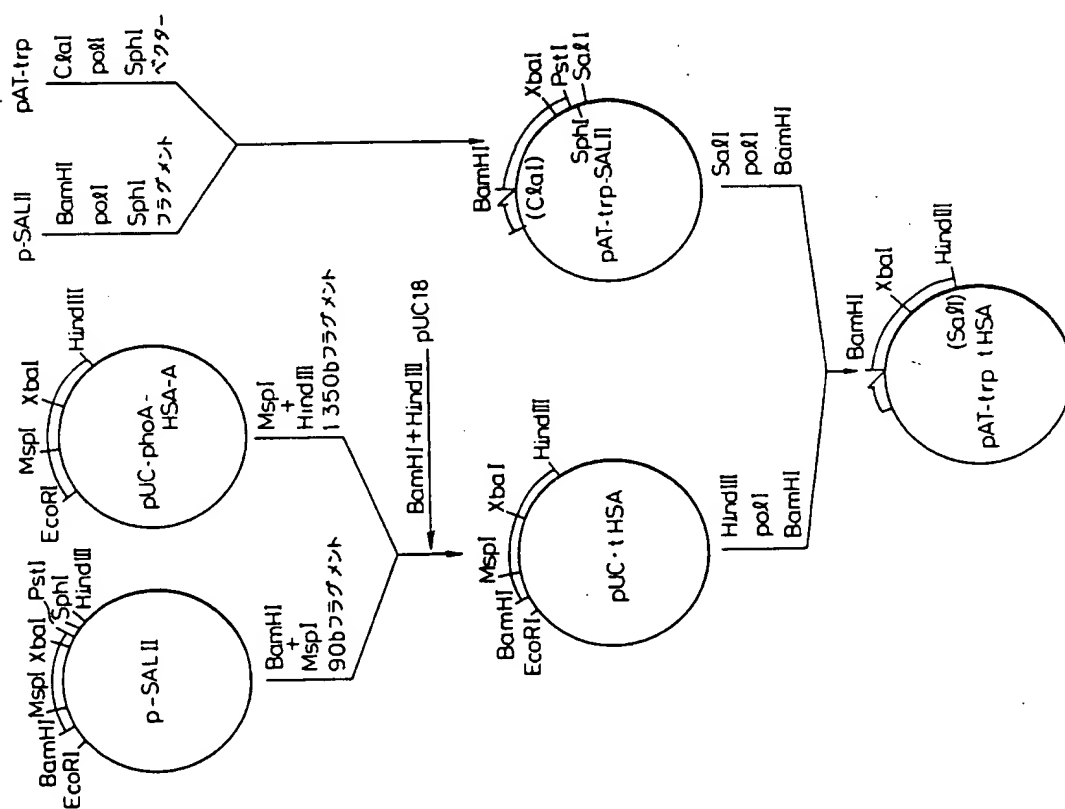 EcoRI
BamHI
MspI
XbaI
PstI
SphI
HindIII
p-SALII
BamHI
+
MspI
90bフラグメント
EcoRI
MspI
XbaI
HindIII
pUC-phoA-
HSA-A
MspI
+
HindIII
1350bフラグメント
BamHI+HindIII
pUC18
p-SALII
BamHI
polI
SphI
フラグメント
pAT-trp
ClaI
polI
SphI
ベクター
EcoRI
BamHI
MspI
XbaI
HindIII
pUC・tHSA
HindIII
polI
BamHI
BamHI
(ClaI)
XbaI
PstI
SphI
SalI
pAT-trp-SALII
SalI
polI
BamHI
BamHI
XbaI
HindIII
(SalI)
pAT-trp tHSA